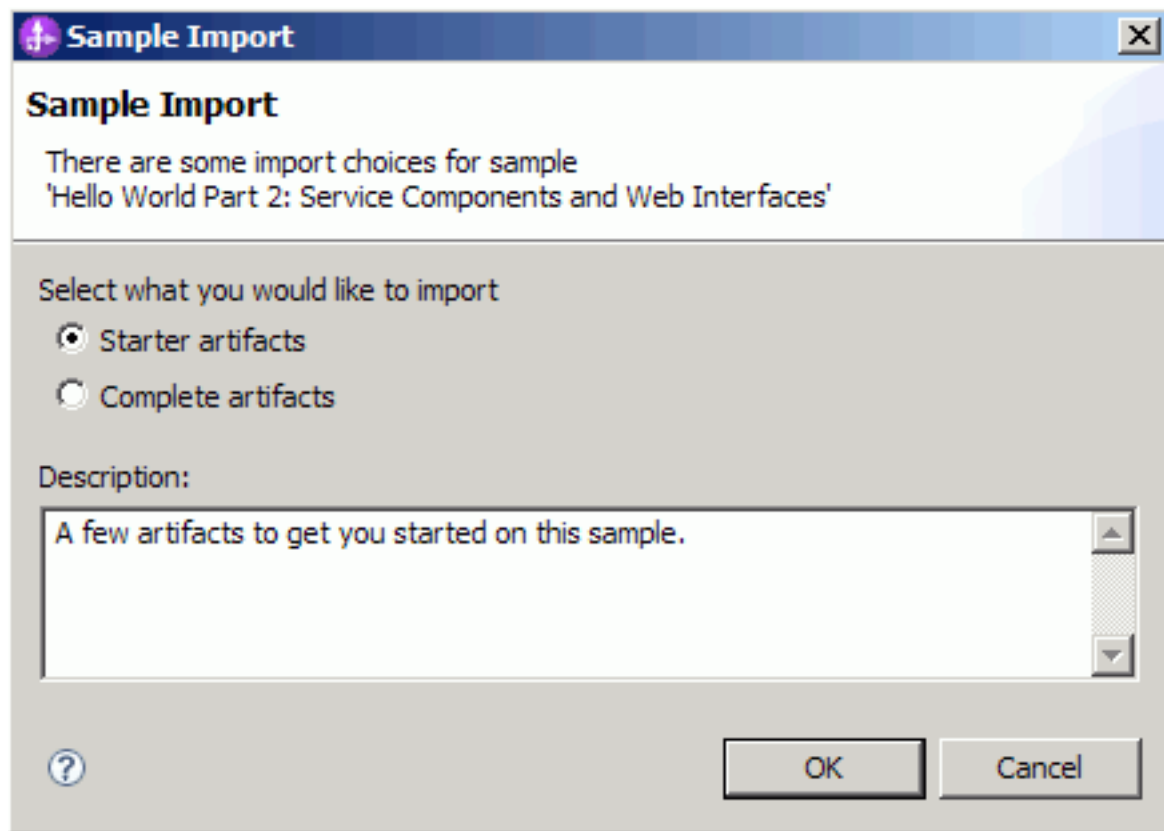 Sample Import
Sample Import
There are some import choices for sample
'Hello World Part 2: Service Components and Web Interfaces'
Select what you would like to import
Starter artifacts
Complete artifacts
Description:
A few artifacts to get you started on this sample.
?
OK
Cancel